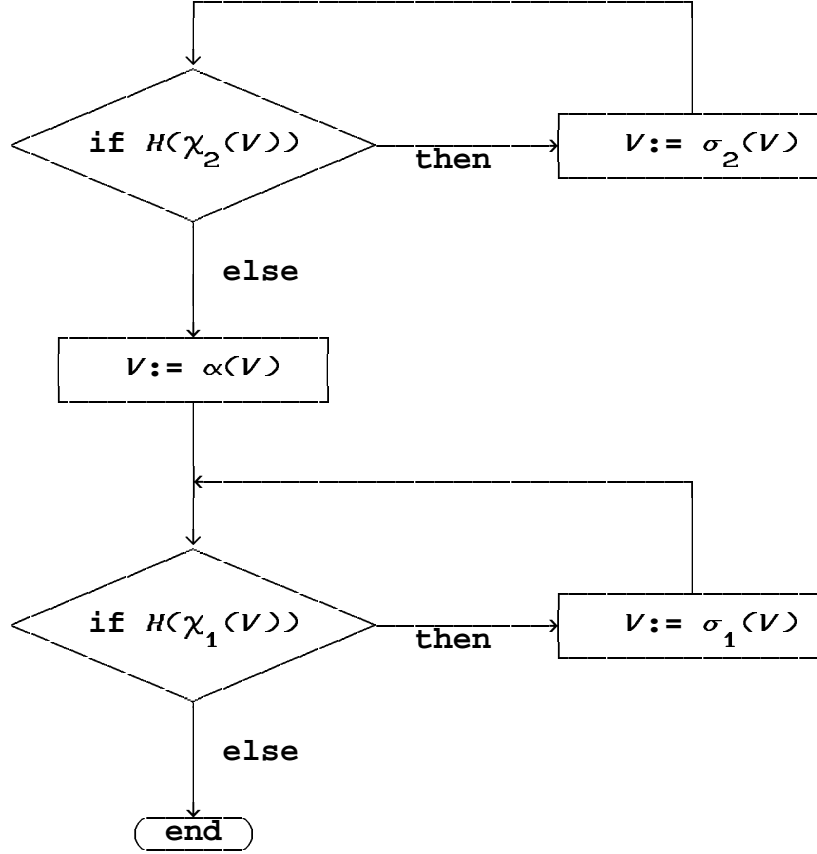 if H(χ₂(V))
then
V:= σ₂(V)
else
V:= α(V)
if H(χ₁(V))
then
V:= σ₁(V)
else
end